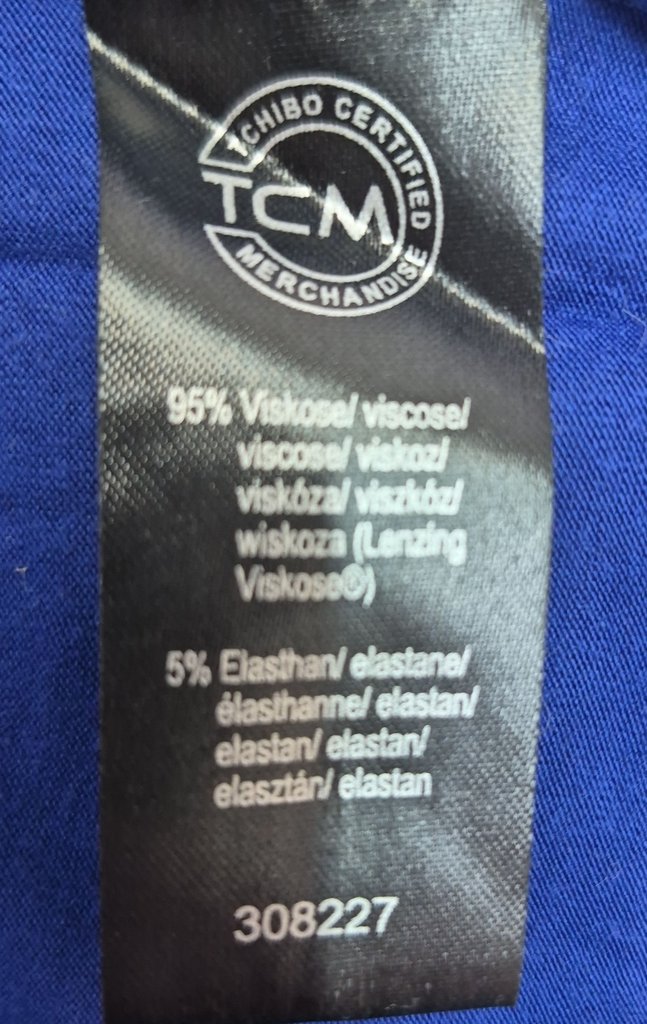 TCHIBO CERTIFIED
TCM
MERCHANDISE
95% Viskose/ viscose/
viscose/ viskoz/
viskóza/ viszkóz/
wiskoza (Lenzing
Viskose®)
5% Elasthan/ elastane/
élasthanne/ elastan/
elastan/ elastan/
elasztán/ elastan
308227